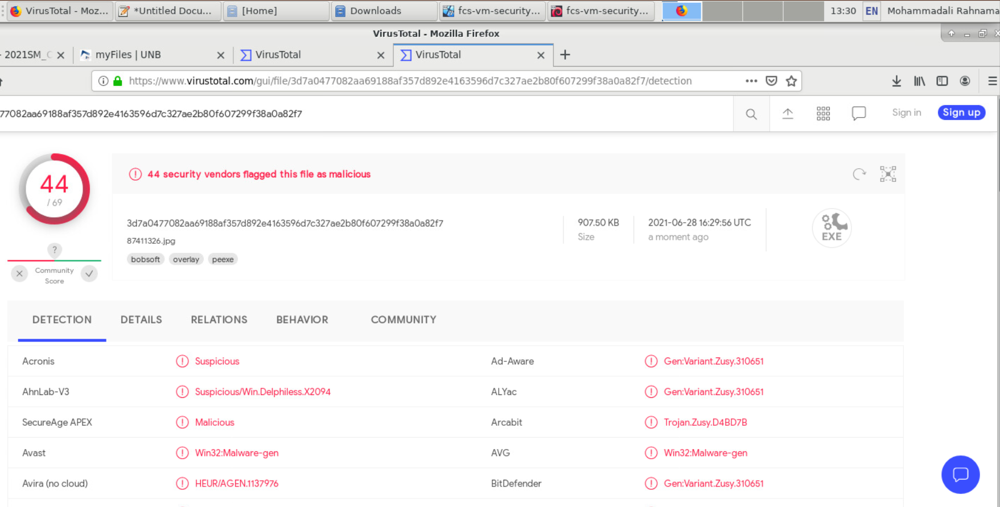 VirusTotal - Moz... *Untitled Docu... [Home] Downloads fcs-vm-security... fcs-vm-security... 13:30 EN Mohammadali Rahnama
VirusTotal - Mozilla Firefox
- 2021SM_C myFiles | UNB VirusTotal VirusTotal
https://www.virustotal.com/gui/file/3d7a0477082aa69188af357d892e4163596d7c327ae2b80f607299f38a0a82f7/detection
77082aa69188af357d892e4163596d7c327ae2b80f607299f38a0a82f7 Sign in Sign up
44
/ 69
44 security vendors flagged this file as malicious
3d7a0477082aa69188af357d892e4163596d7c327ae2b80f607299f38a0a82f7
87411326.jpg
bobsoft overlay peexe
907.50 KB
Size
2021-06-28 16:29:56 UTC
a moment ago
EXE
?
Community
Score
DETECTION DETAILS RELATIONS BEHAVIOR COMMUNITY
Acronis Suspicious Ad-Aware Gen:Variant.Zusy.310651
AhnLab-V3 Suspicious/Win.Delphiless.X2094 ALYac Gen:Variant.Zusy.310651
SecureAge APEX Malicious Arcabit Trojan.Zusy.D4BD7B
Avast Win32:Malware-gen AVG Win32:Malware-gen
Avira (no cloud) HEUR/AGEN.1137976 BitDefender Gen:Variant.Zusy.310651